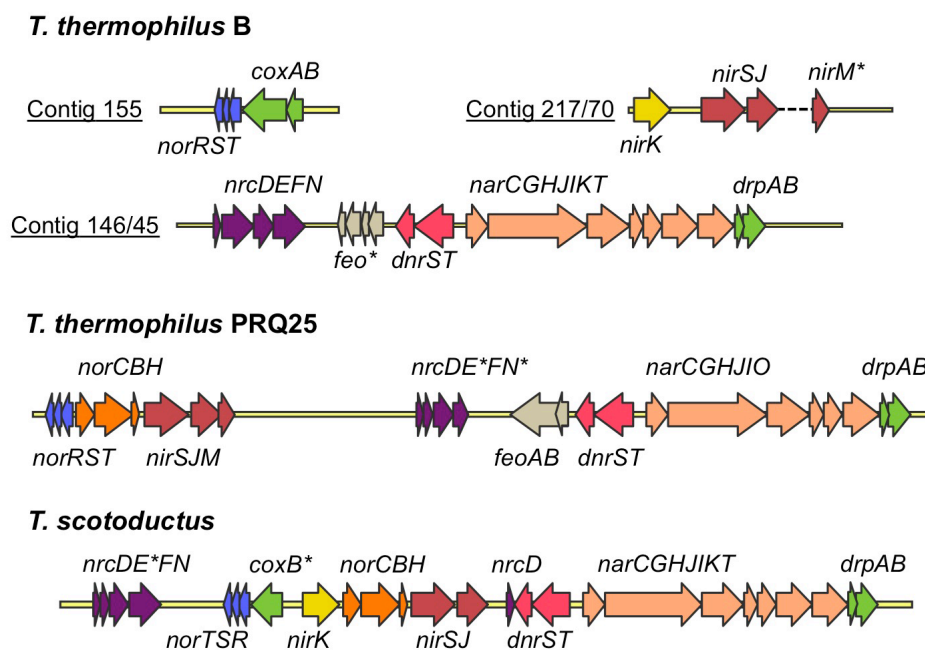 T. thermophilus B
coxAB
nirSJ
nirM*
Contig 155
Contig 217/70
norRST
nirK
nrcDEFN
narCGHJIKT
drpAB
Contig 146/45
feo*
dnrST
T. thermophilus PRQ25
norCBH
nrcDE*FN*
narCGHJIO
drpAB
norRST
nirSJM
feoAB
dnrST
T. scotoductus
nrcDE*FN
coxB*
norCBH
nrcD
narCGHJIKT
drpAB
norTSR
nirK
nirSJ
dnrST